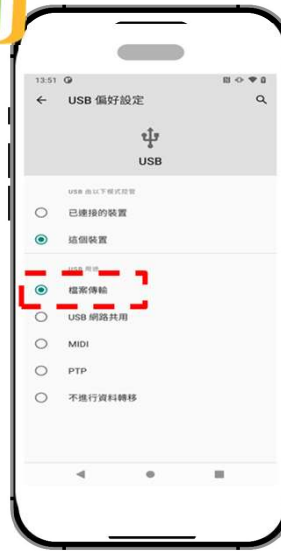 13:51
USB 偏好設定
USB
USB 由以下模式控管
已連接的裝置
這個裝置
USB 用途
檔案傳輸
USB 網路共用
MIDI
PTP
不進行資料轉移